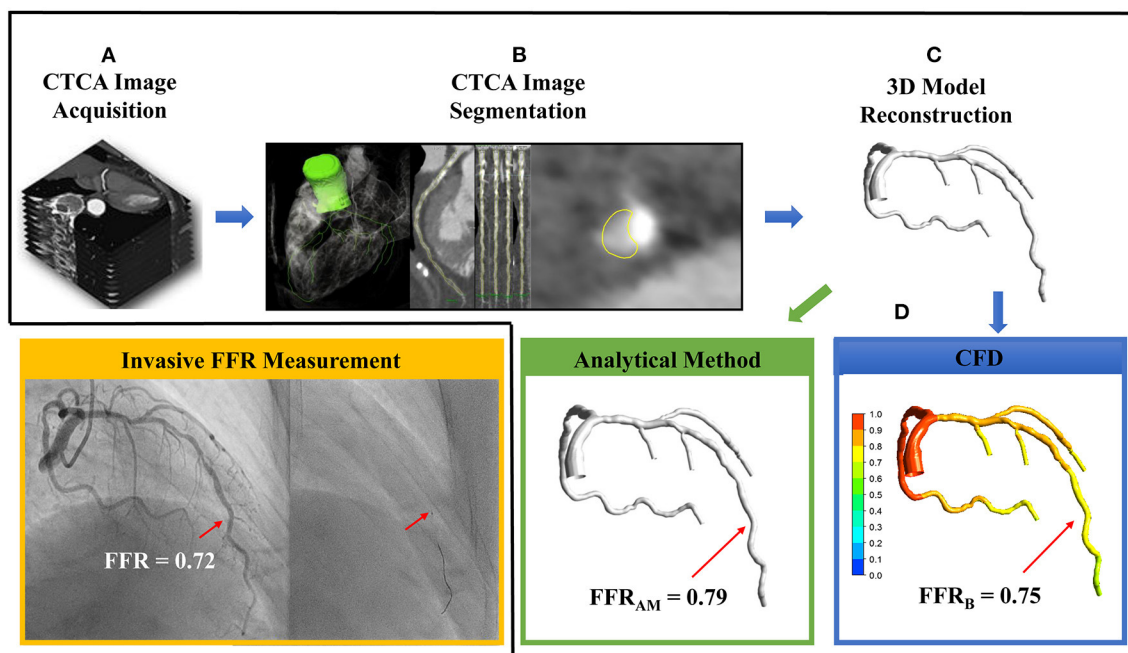 A
CTCA Image
Acquisition
B
CTCA Image
Segmentation
C
3D Model
Reconstruction
D
Invasive FFR Measurement
FFR = 0.72
Analytical Method
FFR_AM = 0.79
CFD
1.0
0.9
0.8
0.7
0.6
0.5
0.4
0.3
0.2
0.1
0.0
FFR_B = 0.75